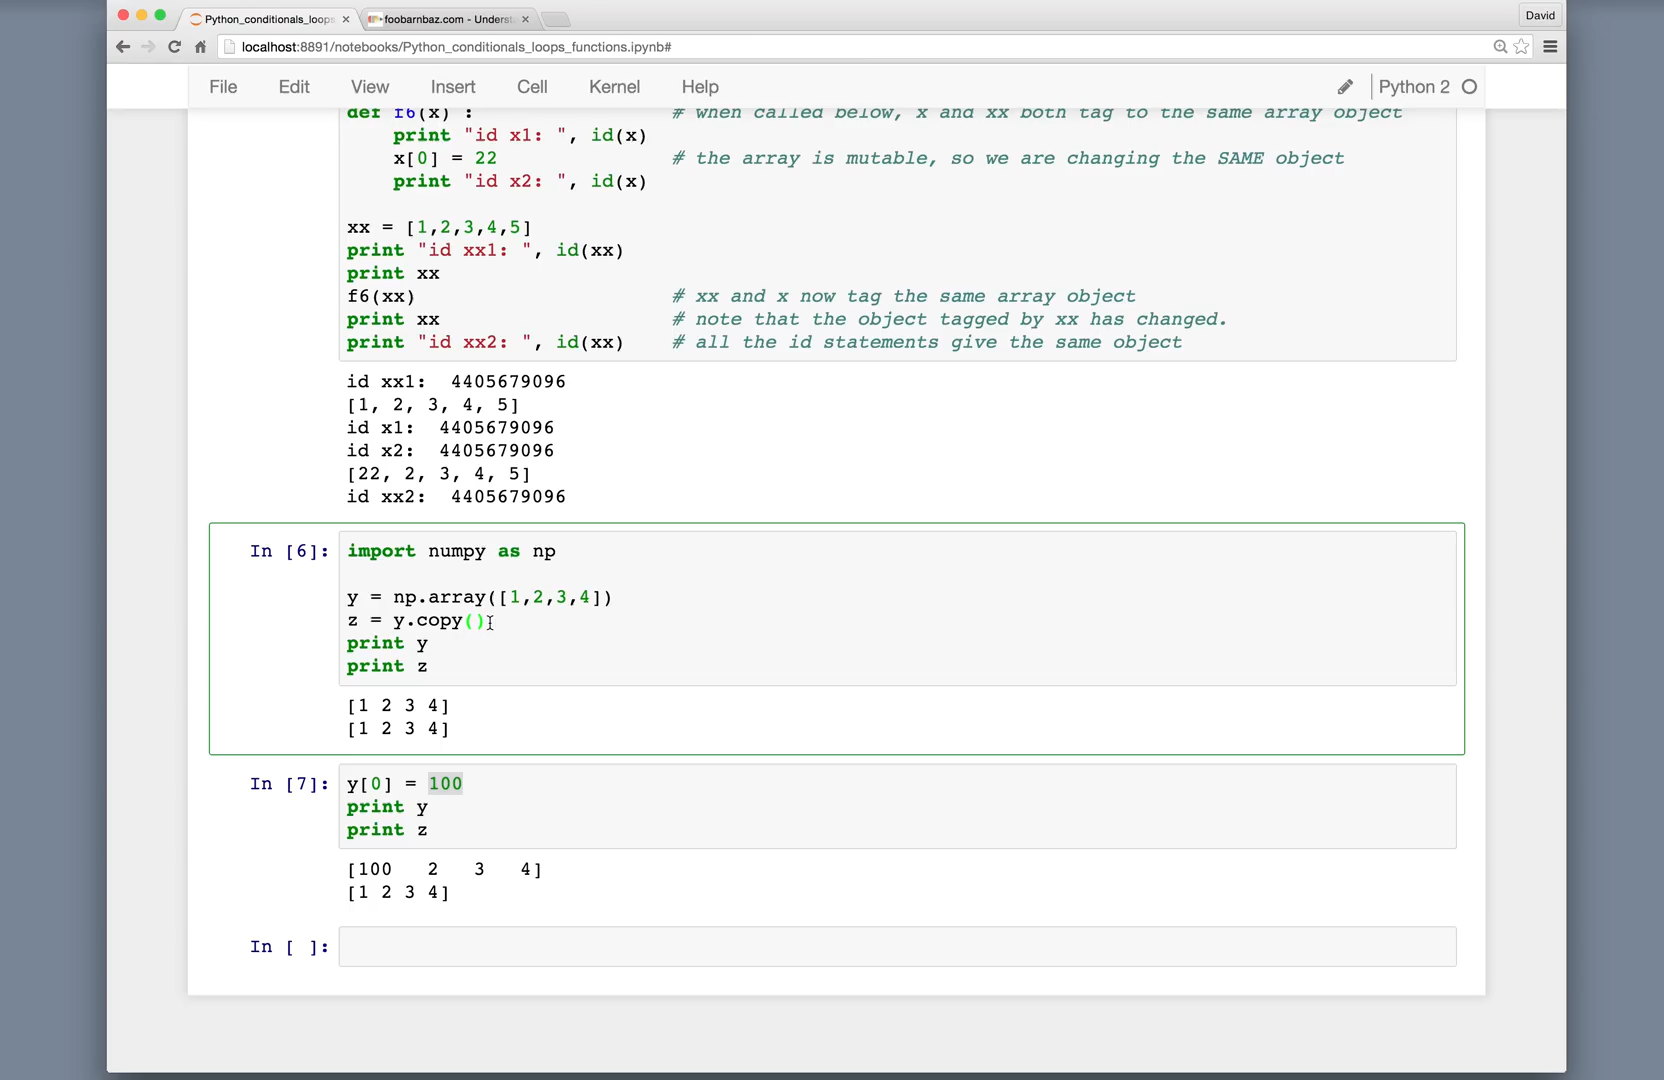 Python_conditionals_loops
foobarnbaz.com - Underst
David
localhost:8891/notebooks/Python_conditionals_loops_functions.ipynb#
File Edit View Insert Cell Kernel Help Python 2
def f6(x) : # when called below, x and xx both tag to the same array object
print "id x1: ", id(x)
x[0] = 22 # the array is mutable, so we are changing the SAME object
print "id x2: ", id(x)
xx = [1,2,3,4,5]
print "id xx1: ", id(xx)
print xx
f6(xx) # xx and x now tag the same array object
print xx # note that the object tagged by xx has changed.
print "id xx2: ", id(xx) # all the id statements give the same object
id xx1:  4405679096
[1, 2, 3, 4, 5]
id x1:  4405679096
id x2:  4405679096
[22, 2, 3, 4, 5]
id xx2:  4405679096
In [6]: import numpy as np
y = np.array([1,2,3,4])
z = y.copy()
print y
print z
[1 2 3 4]
[1 2 3 4]
In [7]: y[0] = 100
print y
print z
[100   2   3   4]
[1 2 3 4]
In [ ]: